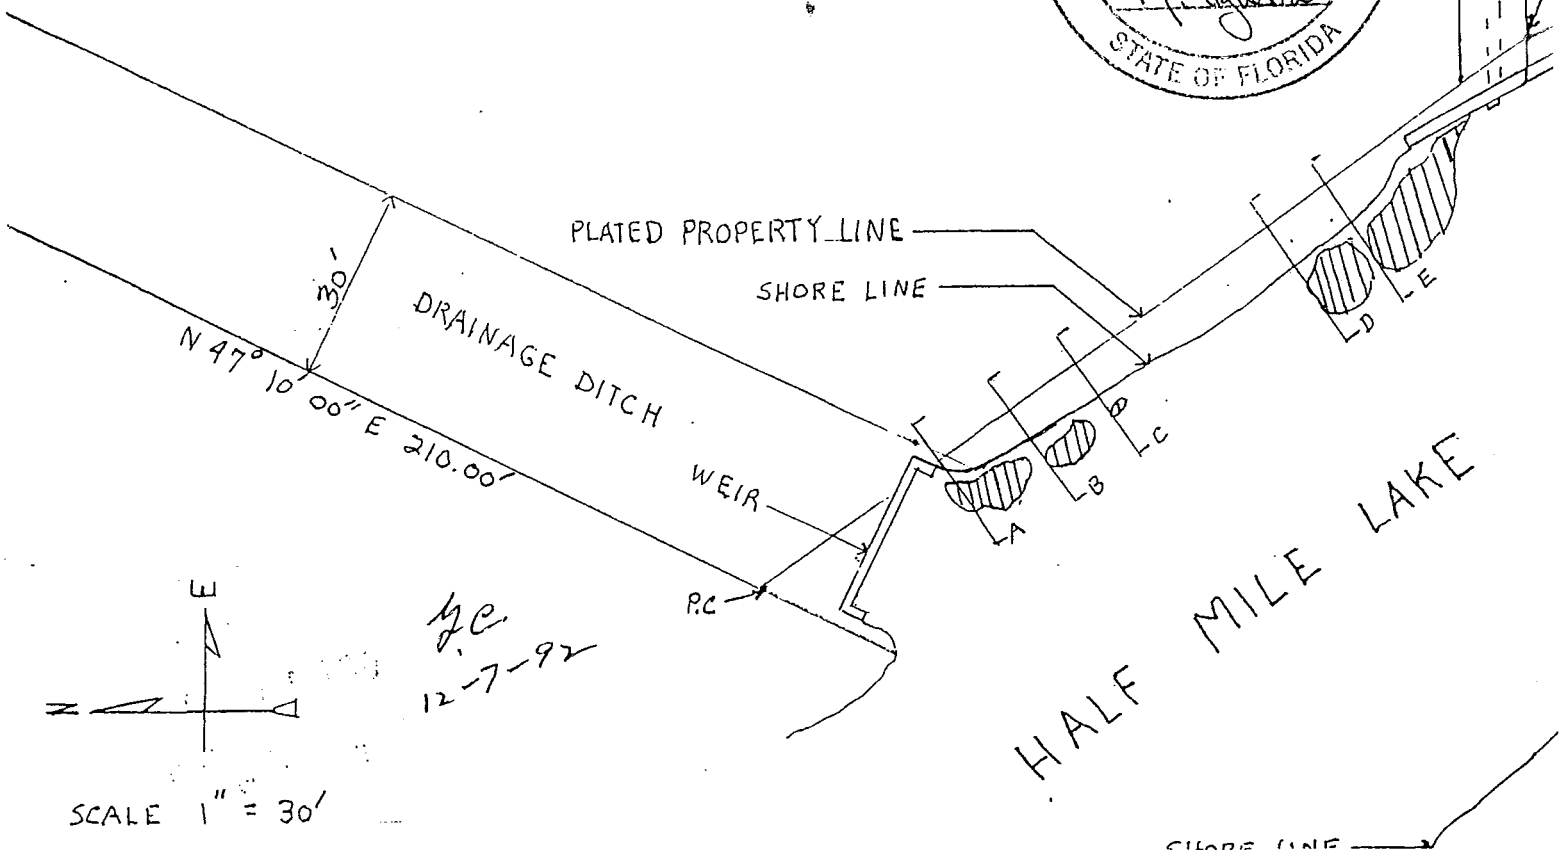 STATE OF FLORIDA
PLATED PROPERTY LINE
SHORE LINE
30'
DRAINAGE DITCH
N 47° 10' 00" E 210.00'
WEIR
P.C
A
B
C
D
E
HALF MILE LAKE
E
N
y.c.
12-7-92
SCALE 1" = 30'
SHORE LINE